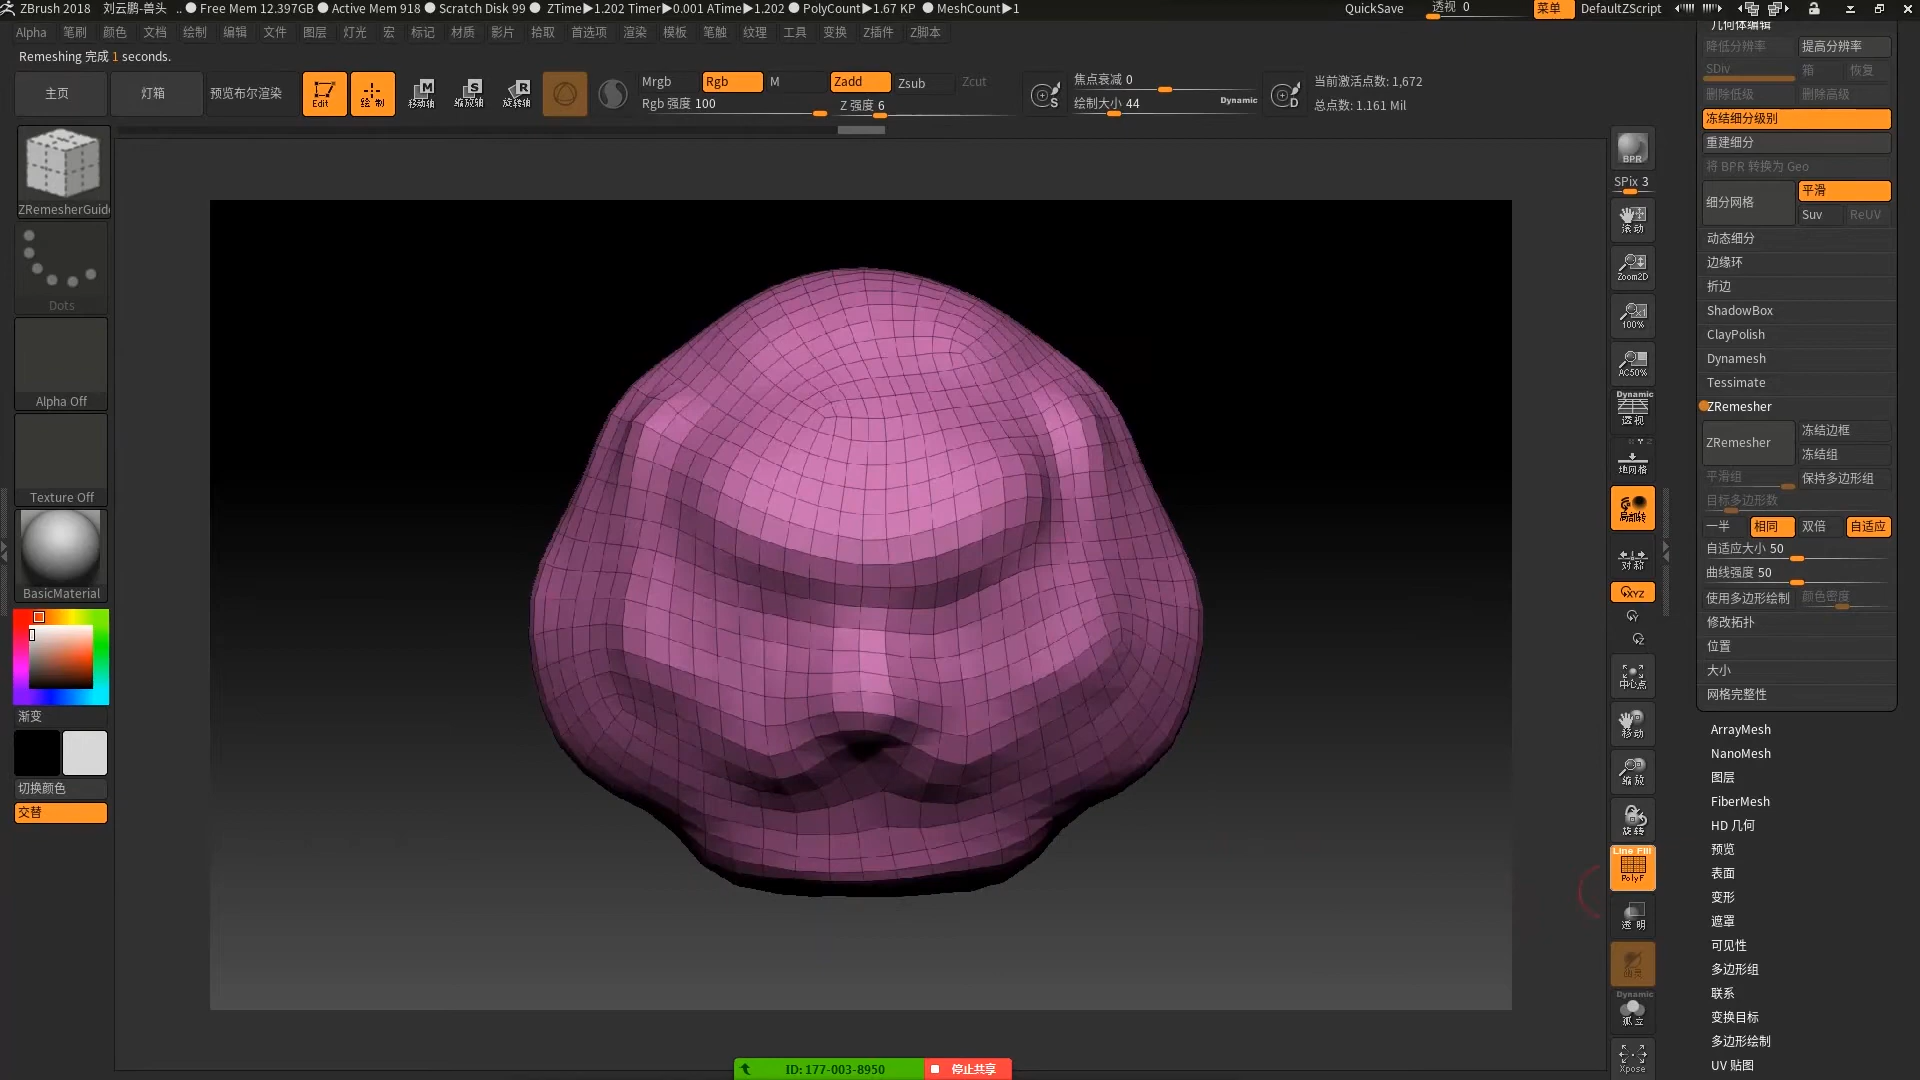 ZBrush 2018 刘云鹏-兽头 .. ● Free Mem 12.397GB ● Active Mem 918 ● Scratch Disk 99 ● ZTime▶1.202 Timer▶0.001 ATime▶1.202 ● PolyCount▶1.67 KP ● MeshCount▶1 QuickSave 透视 0 菜单 DefaultZScript
Alpha 笔刷 颜色 文档 绘制 编辑 文件 图层 灯光 宏 标记 材质 影片 拾取 首选项 渲染 模板 笔触 纹理 工具 变换 Z插件 Z脚本
Remeshing 完成 1 seconds.
主页 灯箱 预览布尔渲染 Edit 绘制 移动轴 缩放轴 旋转轴
Mrgb Rgb M Zadd Zsub Zcut
Rgb 强度 100 Z 强度 6
焦点衰减 0
绘制大小 44 Dynamic
当前激活点数: 1,672
总点数: 1.161 Mil
ZRemesherGuid
Dots
Alpha Off
Texture Off
BasicMaterial
渐变
切换颜色
交替
BPR
SPix 3
滚动
Zoom2D
100%
AC50%
Dynamic
透视
地网格
局部转
对称
XYZ
中心点
移动
缩放
旋转
Line Fill
PolyF
透明
Dynamic
孤立
Xpose
几何体编辑
降低分辨率 提高分辨率
SDiv 箱 恢复
删除低级 删除高级
冻结细分级别
重建细分
将 BPR 转换为 Geo
细分网格 平滑
Suv ReUV
动态细分
边缘环
折边
ShadowBox
ClayPolish
Dynamesh
Tessimate
ZRemesher
ZRemesher 冻结边框
冻结组
平滑组 保持多边形组
目标多边形数
一半 相同 双倍 自适应
自适应大小 50
曲线强度 50
使用多边形绘制 颜色密度
修改拓扑
位置
大小
网格完整性
ArrayMesh
NanoMesh
图层
FiberMesh
HD 几何
预览
表面
变形
遮罩
可见性
多边形组
联系
变换目标
多边形绘制
UV 贴图
ID: 177-003-8950 停止共享